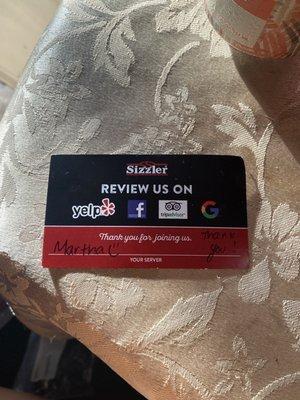 Sizzler
REVIEW US ON
yelp f tripadvisor G
Thank you for joining us.
Martha Thank
you!
YOUR SERVER